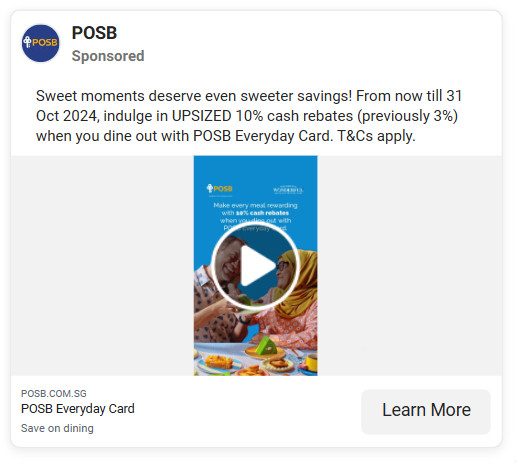 POSB
POSB
Sponsored
Sweet moments deserve even sweeter savings! From now till 31
Oct 2024, indulge in UPSIZED 10% cash rebates (previously 3%)
when you dine out with POSB Everyday Card. T&Cs apply.
POSB
WONDERFUL
Make every meal rewarding
with 10% cash rebates
when you dine out with
POSB Everyday Card.
POSB.COM.SG
POSB Everyday Card
Save on dining
Learn More